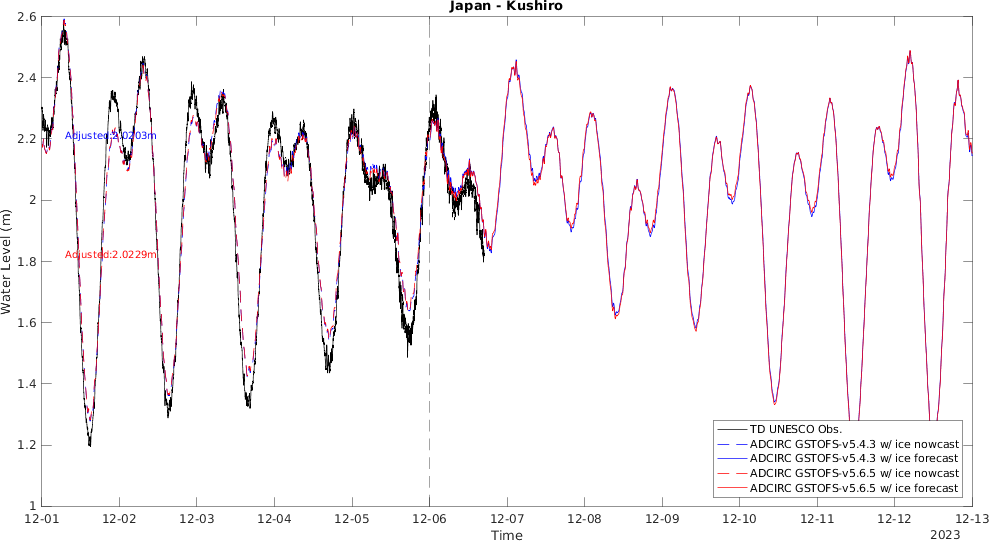 Japan - Kushiro
2.6
2.4
2.2
2
1.8
1.6
1.4
1.2
1
Water Level (m)
Adjusted:2.0203m
Adjusted:2.0229m
TD UNESCO Obs.
ADCIRC GSTOFS-v5.4.3 w/ ice nowcast
ADCIRC GSTOFS-v5.4.3 w/ ice forecast
ADCIRC GSTOFS-v5.6.5 w/ ice nowcast
ADCIRC GSTOFS-v5.6.5 w/ ice forecast
12-01 12-02 12-03 12-04 12-05 12-06 12-07 12-08 12-09 12-10 12-11 12-12 12-13
Time
2023